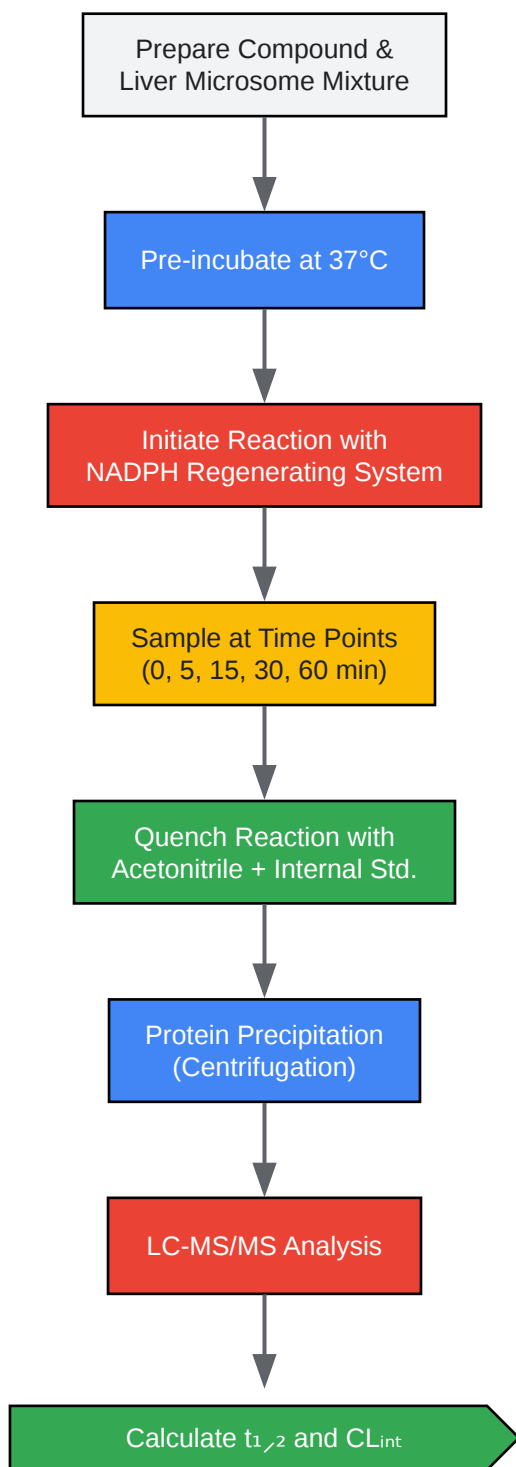 Prepare Compound &
Liver Microsome Mixture
Pre-incubate at 37°C
Initiate Reaction with
NADPH Regenerating System
Sample at Time Points
(0, 5, 15, 30, 60 min)
Quench Reaction with
Acetonitrile + Internal Std.
Protein Precipitation
(Centrifugation)
LC-MS/MS Analysis
Calculate t₁⸝₂ and CLᵢₙₜ